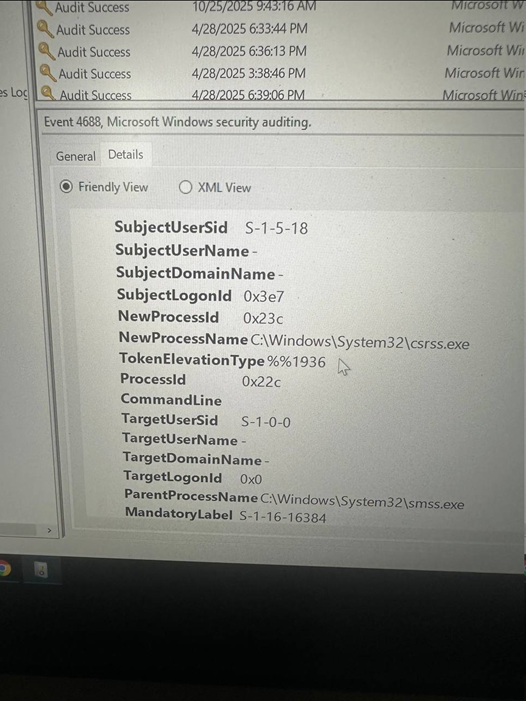 Audit Success 10/25/2025 9:43:16 AM Microsoft W
Audit Success 4/28/2025 6:33:44 PM Microsoft Wi
Audit Success 4/28/2025 6:36:13 PM Microsoft Win
Audit Success 4/28/2025 3:38:46 PM Microsoft Win
es Log Audit Success 4/28/2025 6:39:06 PM Microsoft Win
Event 4688, Microsoft Windows security auditing.
General Details
Friendly View XML View
SubjectUserSid S-1-5-18
SubjectUserName -
SubjectDomainName -
SubjectLogonId 0x3e7
NewProcessId 0x23c
NewProcessName C:\Windows\System32\csrss.exe
TokenElevationType %%1936
ProcessId 0x22c
CommandLine
TargetUserSid S-1-0-0
TargetUserName -
TargetDomainName -
TargetLogonId 0x0
ParentProcessName C:\Windows\System32\smss.exe
MandatoryLabel S-1-16-16384